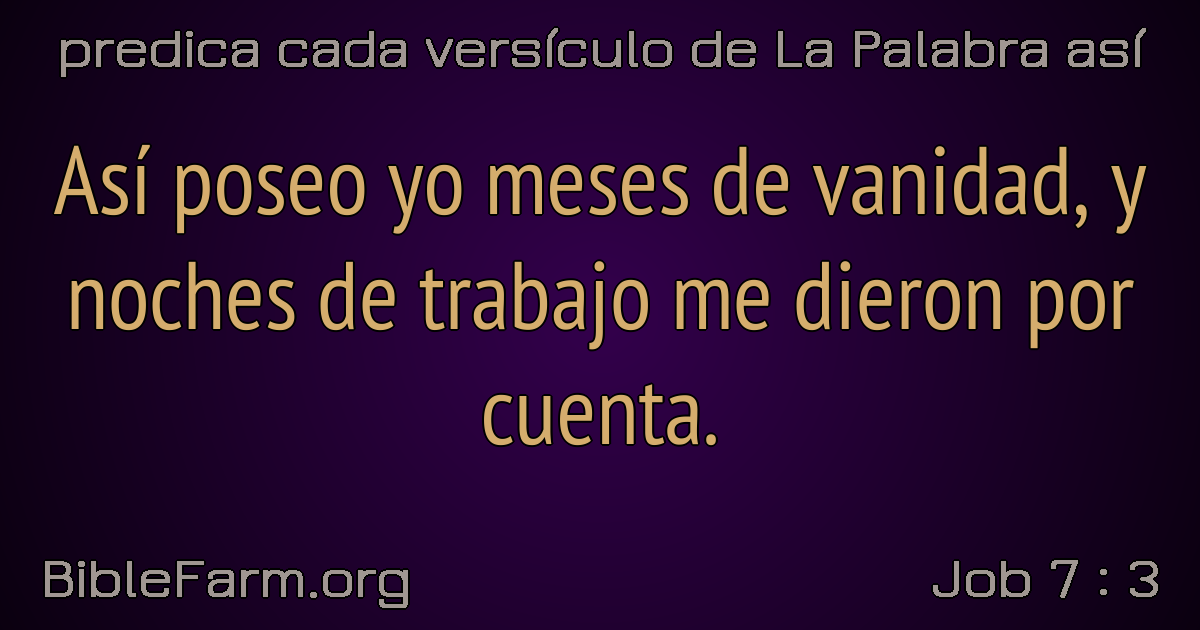 predica cada versículo de La Palabra así
Así poseo yo meses de vanidad, y
noches de trabajo me dieron por
cuenta.
BibleFarm.org
Job 7 : 3